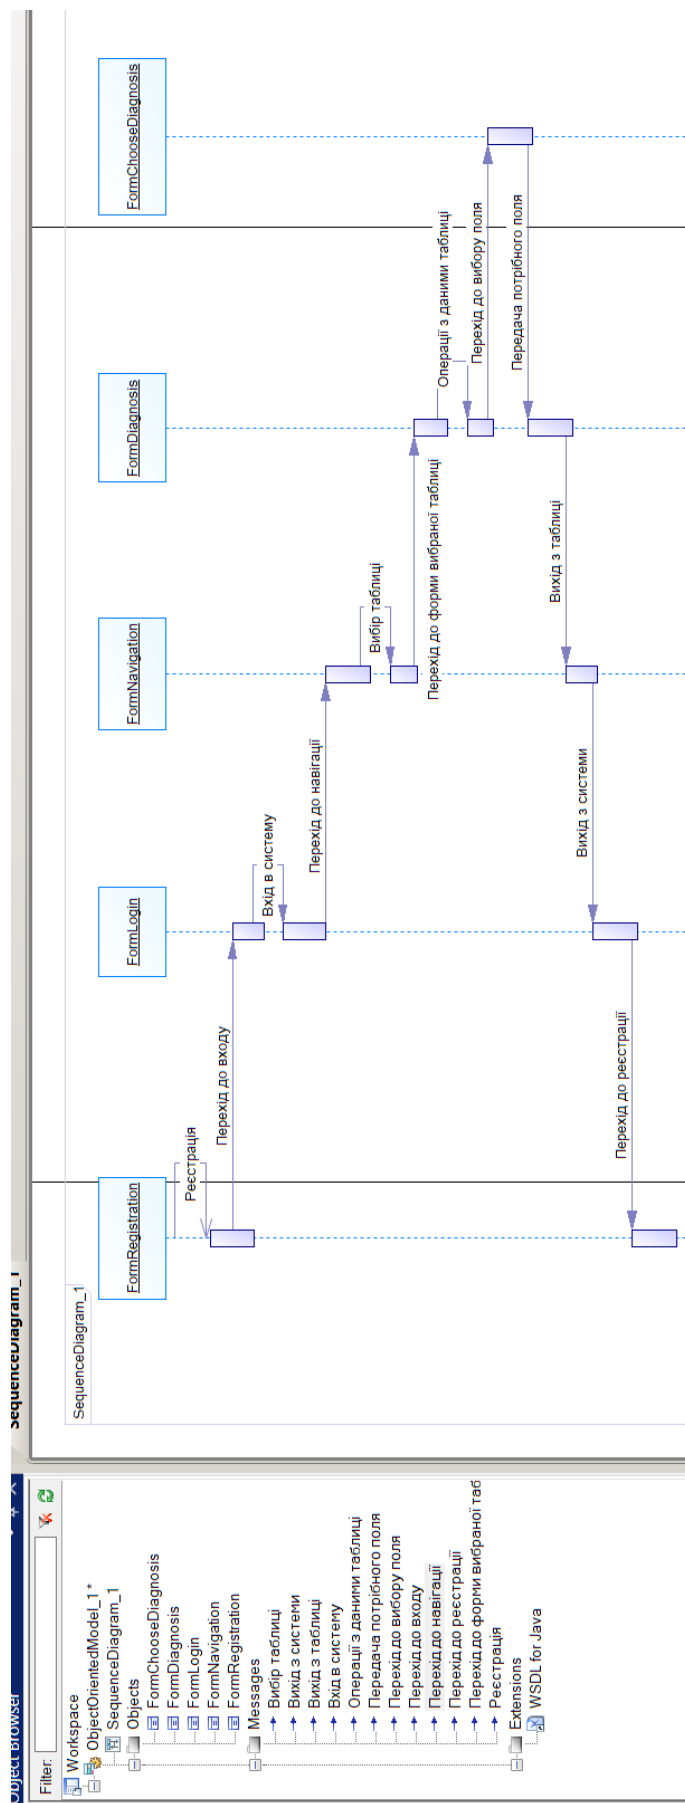 Object Browser
Filter:
Workspace
ObjectOrientedModel_1 *
SequenceDiagram_1
Objects
FormChooseDiagnosis
FormDiagnosis
FormLogin
FormNavigation
FormRegistration
Messages
Вибір таблиці
Вихід з системи
Вихід з таблиці
Вхід в систему
Операції з даними таблиці
Передача потрібного поля
Перехід до вибору поля
Перехід до входу
Перехід до навігації
Перехід до реєстрації
Перехід до форми вибраної таб
Реєстрація
Extensions
WSDL for Java
SequenceDiagram_1
SequenceDiagram_1
FormRegistration
FormLogin
FormNavigation
FormDiagnosis
FormChooseDiagnosis
Реєстрація
Перехід до входу
Вхід в систему
Перехід до навігації
Вибір таблиці
Перехід до форми вибраної таблиці
Операції з даними таблиці
Перехід до вибору поля
Передача потрібного поля
Вихід з таблиці
Вихід з системи
Перехід до реєстрації